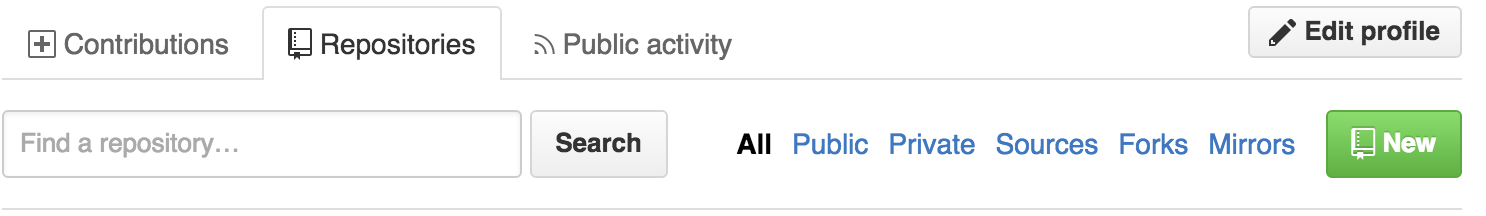 Contributions Repositories Public activity Edit profile
Find a repository... Search All Public Private Sources Forks Mirrors New